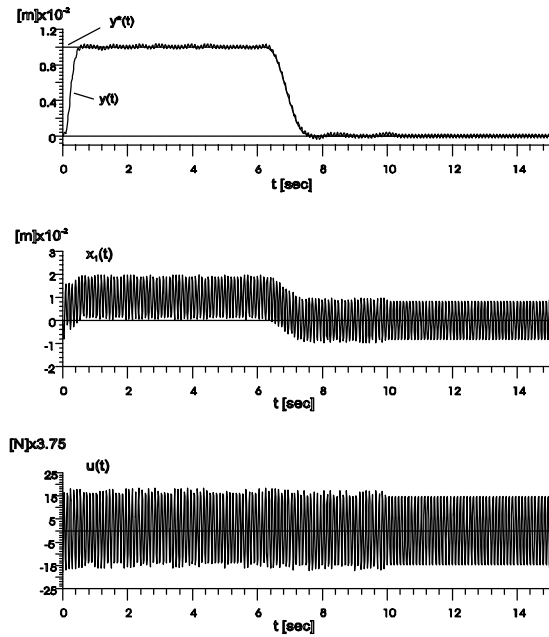 [m]x10⁻²
1.2
y*(t)
0.8
y(t)
0.4
0
0 2 4 6 8 10 12 14
t [sec]
[m]x10⁻²
3
x₁(t)
2
1
0
-1
-2
0 2 4 6 8 10 12 14
t [sec]
[N]x3.75
u(t)
25
15
5
-5
-15
-25
0 2 4 6 8 10 12 14
t [sec]